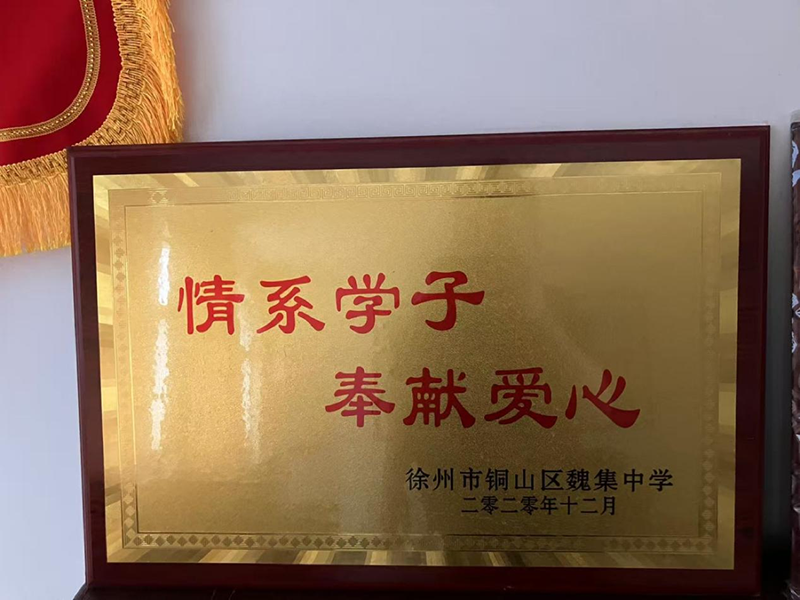 情系学子
奉献爱心
徐州市铜山区魏集中学
二零二零年十二月